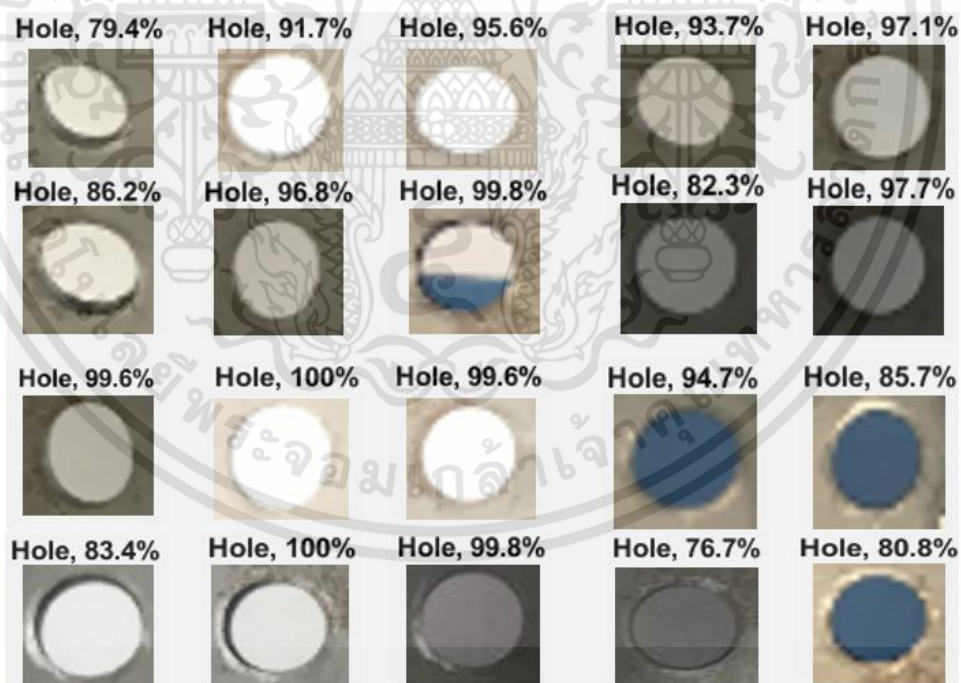 Hole, 79.4% Hole, 91.7% Hole, 95.6% Hole, 93.7% Hole, 97.1%
Hole, 86.2% Hole, 96.8% Hole, 99.8% Hole, 82.3% Hole, 97.7%
Hole, 99.6% Hole, 100% Hole, 99.6% Hole, 94.7% Hole, 85.7%
Hole, 83.4% Hole, 100% Hole, 99.8% Hole, 76.7% Hole, 80.8%